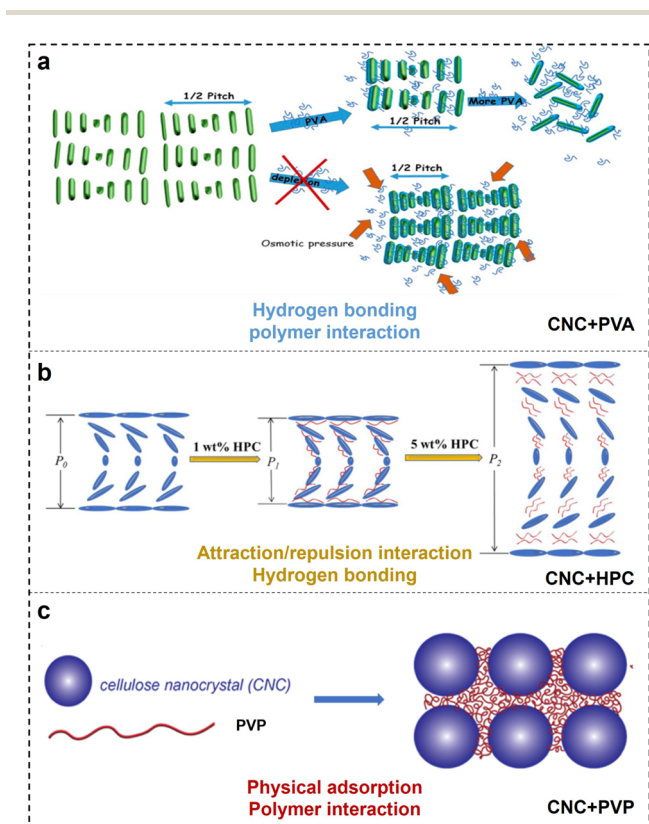 a
1/2 Pitch
PVA
1/2 Pitch
More PVA
depletion
1/2 Pitch
Osmotic pressure
Hydrogen bonding
polymer interaction
CNC+PVA
b
P0
1 wt% HPC
P1
5 wt% HPC
P2
Attraction/repulsion interaction
Hydrogen bonding
CNC+HPC
c
cellulose nanocrystal (CNC)
PVP
Physical adsorption
Polymer interaction
CNC+PVP